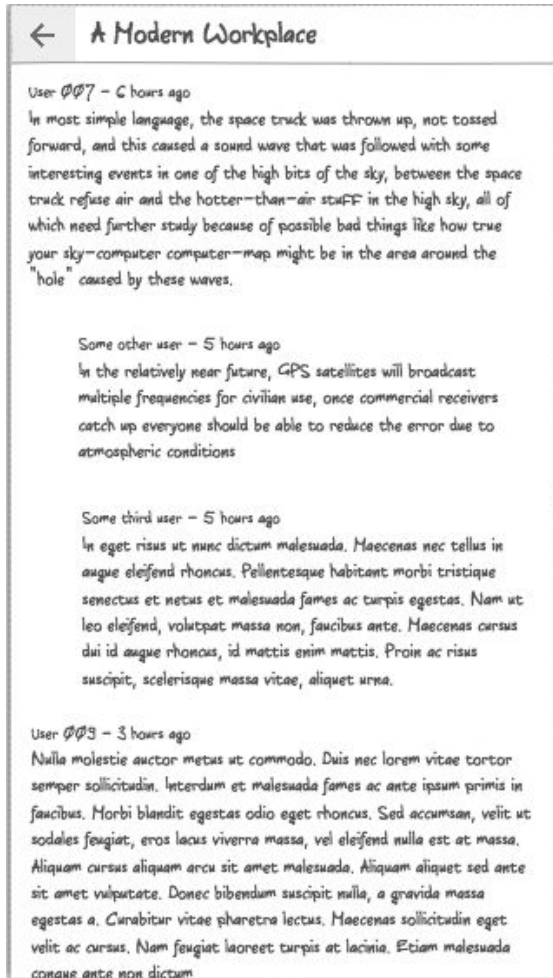 A Modern Workplace
User 007 - 6 hours ago
In most simple language, the space truck was thrown up, not tossed
forward, and this caused a sound wave that was followed with some
interesting events in one of the high bits of the sky, between the space
truck refuse air and the hotter-than-air stuff in the high sky, all of
which need further study because of possible bad things like how true
your sky-computer computer-map might be in the area around the
"hole" caused by these waves.
Some other user - 5 hours ago
In the relatively near future, GPS satellites will broadcast
multiple frequencies for civilian use, once commercial receivers
catch up everyone should be able to reduce the error due to
atmospheric conditions
Some third user - 5 hours ago
In eget risus ut nunc dictum malesuada. Maecenas nec tellus in
augue eleifend rhoncus. Pellentesque habitant morbi tristique
senectus et netus et malesuada fames ac turpis egestas. Nam ut
leo eleifend, volutpat massa non, faucibus ante. Maecenas cursus
dui id augue rhoncus, id mattis enim mattis. Proin ac risus
suscipit, scelerisque massa vitae, aliquet urna.
User 009 - 3 hours ago
Nulla molestie auctor metus ut commodo. Duis nec lorem vitae tortor
semper sollicitudin. Interdum et malesuada fames ac ante ipsum primis in
faucibus. Morbi blandit egestas odio eget rhoncus. Sed accumsan, velit ut
sodales feugiat, eros lacus viverra massa, vel eleifend nulla est at massa.
Aliquam cursus aliquam arcu sit amet malesuada. Aliquam aliquet sed ante
sit amet vulputate. Donec bibendum suscipit nulla, a gravida massa
egestas a. Curabitur vitae pharetra lectus. Maecenas sollicitudin eget
velit ac cursus. Nam feugiat laoreet turpis at lacinia. Etiam malesuada
congue ante non dictum